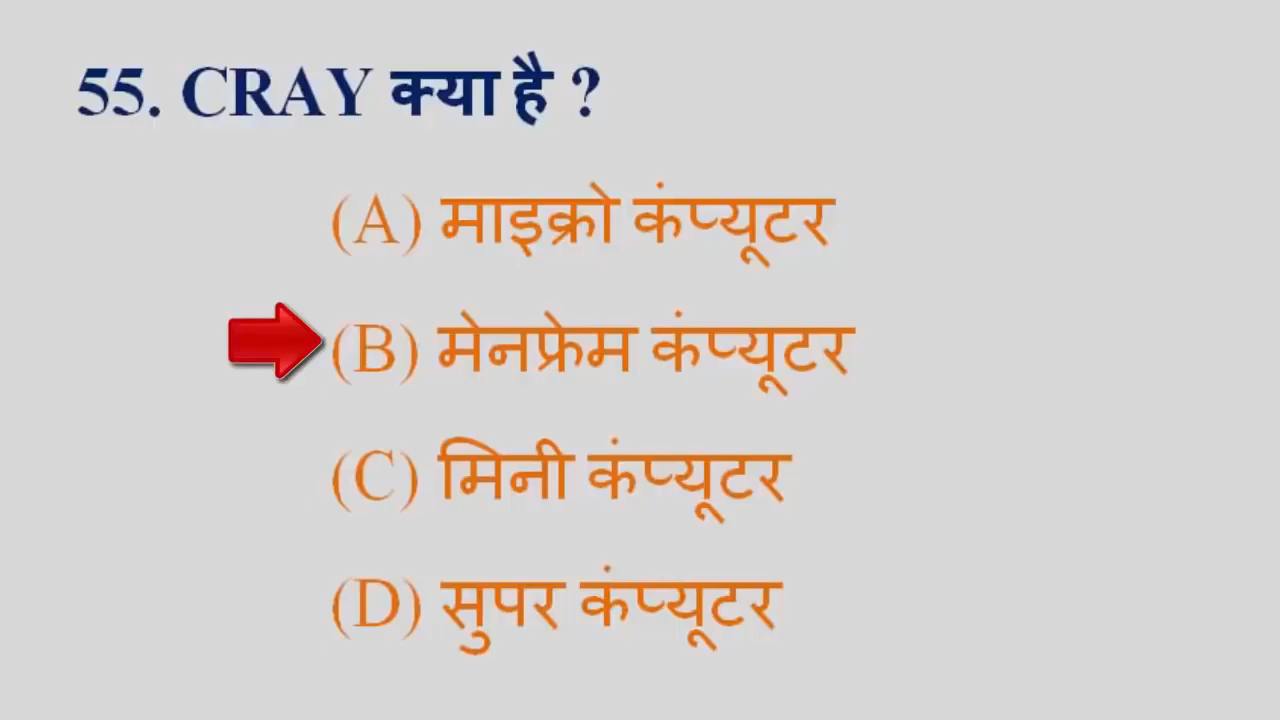 55. CRAY क्या है ?
(A) माइक्रो कंप्यूटर
(B) मेनफ्रेम कंप्यूटर
(C) मिनी कंप्यूटर
(D) सुपर कंप्यूटर